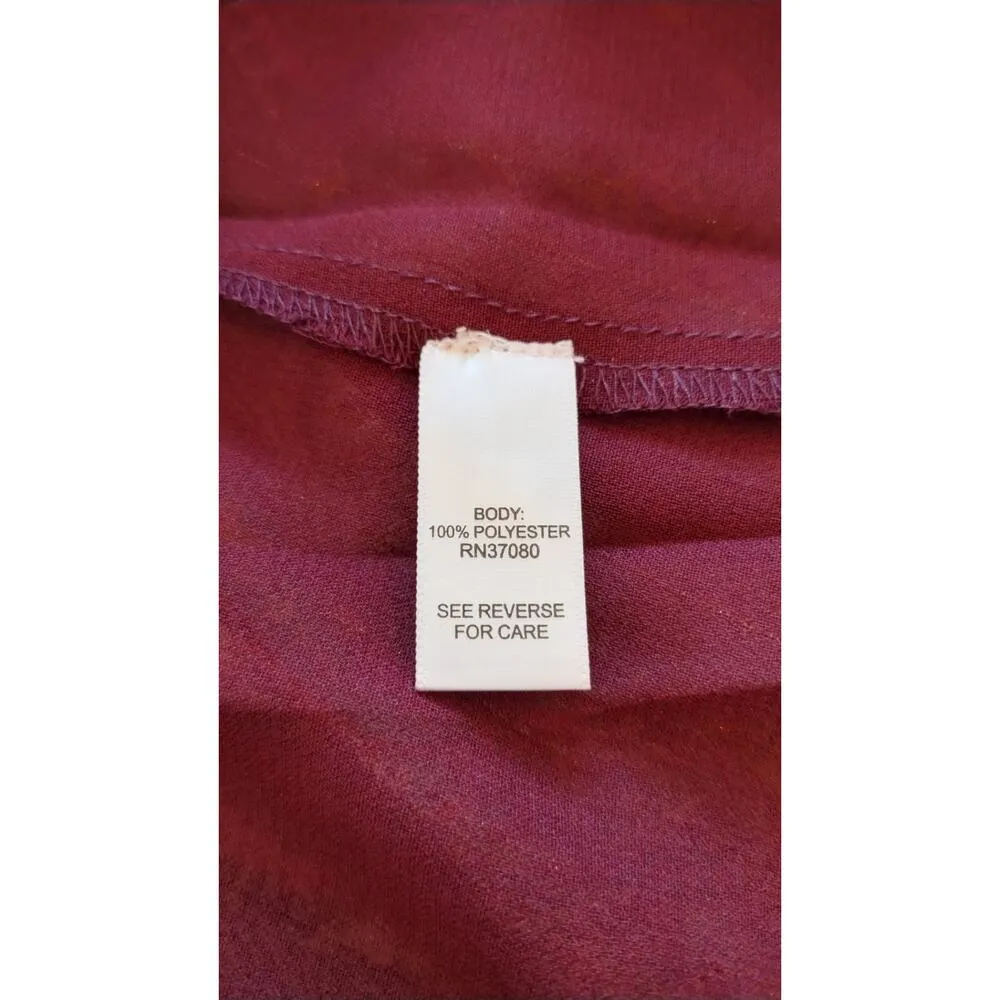 BODY:
100% POLYESTER
RN37080
SEE REVERSE
FOR CARE